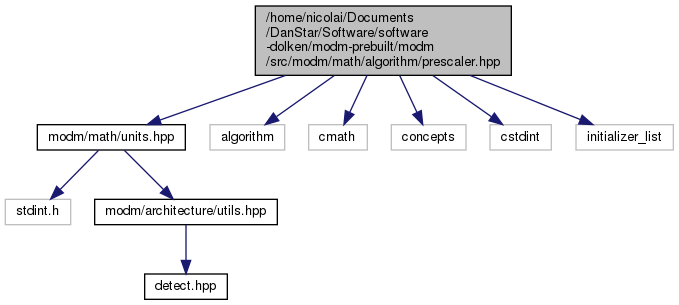 /home/nicolai/Documents
/DanStar/Software/software
-dolken/modm-prebuilt/modm
/src/modm/math/algorithm/prescaler.hpp
modm/math/units.hpp
algorithm
cmath
concepts
cstdint
initializer_list
stdint.h
modm/architecture/utils.hpp
detect.hpp